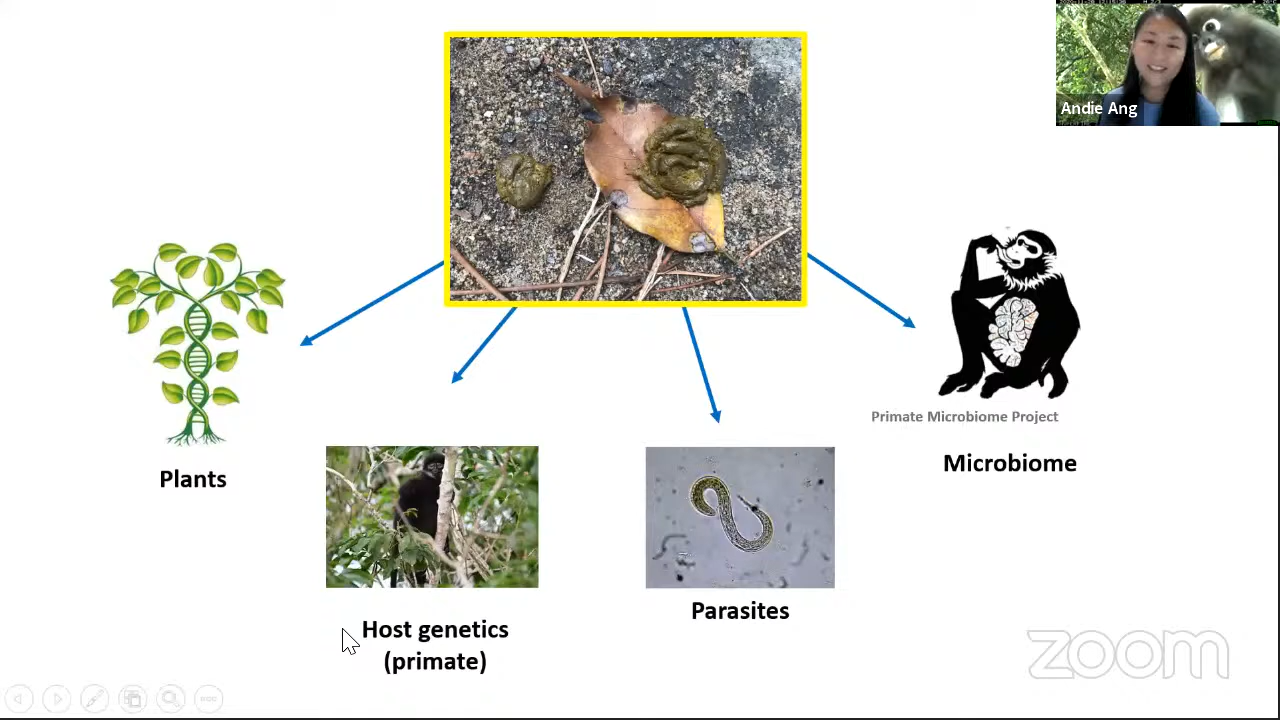 Andie Ang
Primate Microbiome Project
Microbiome
Plants
Parasites
Host genetics
(primate)
zoom